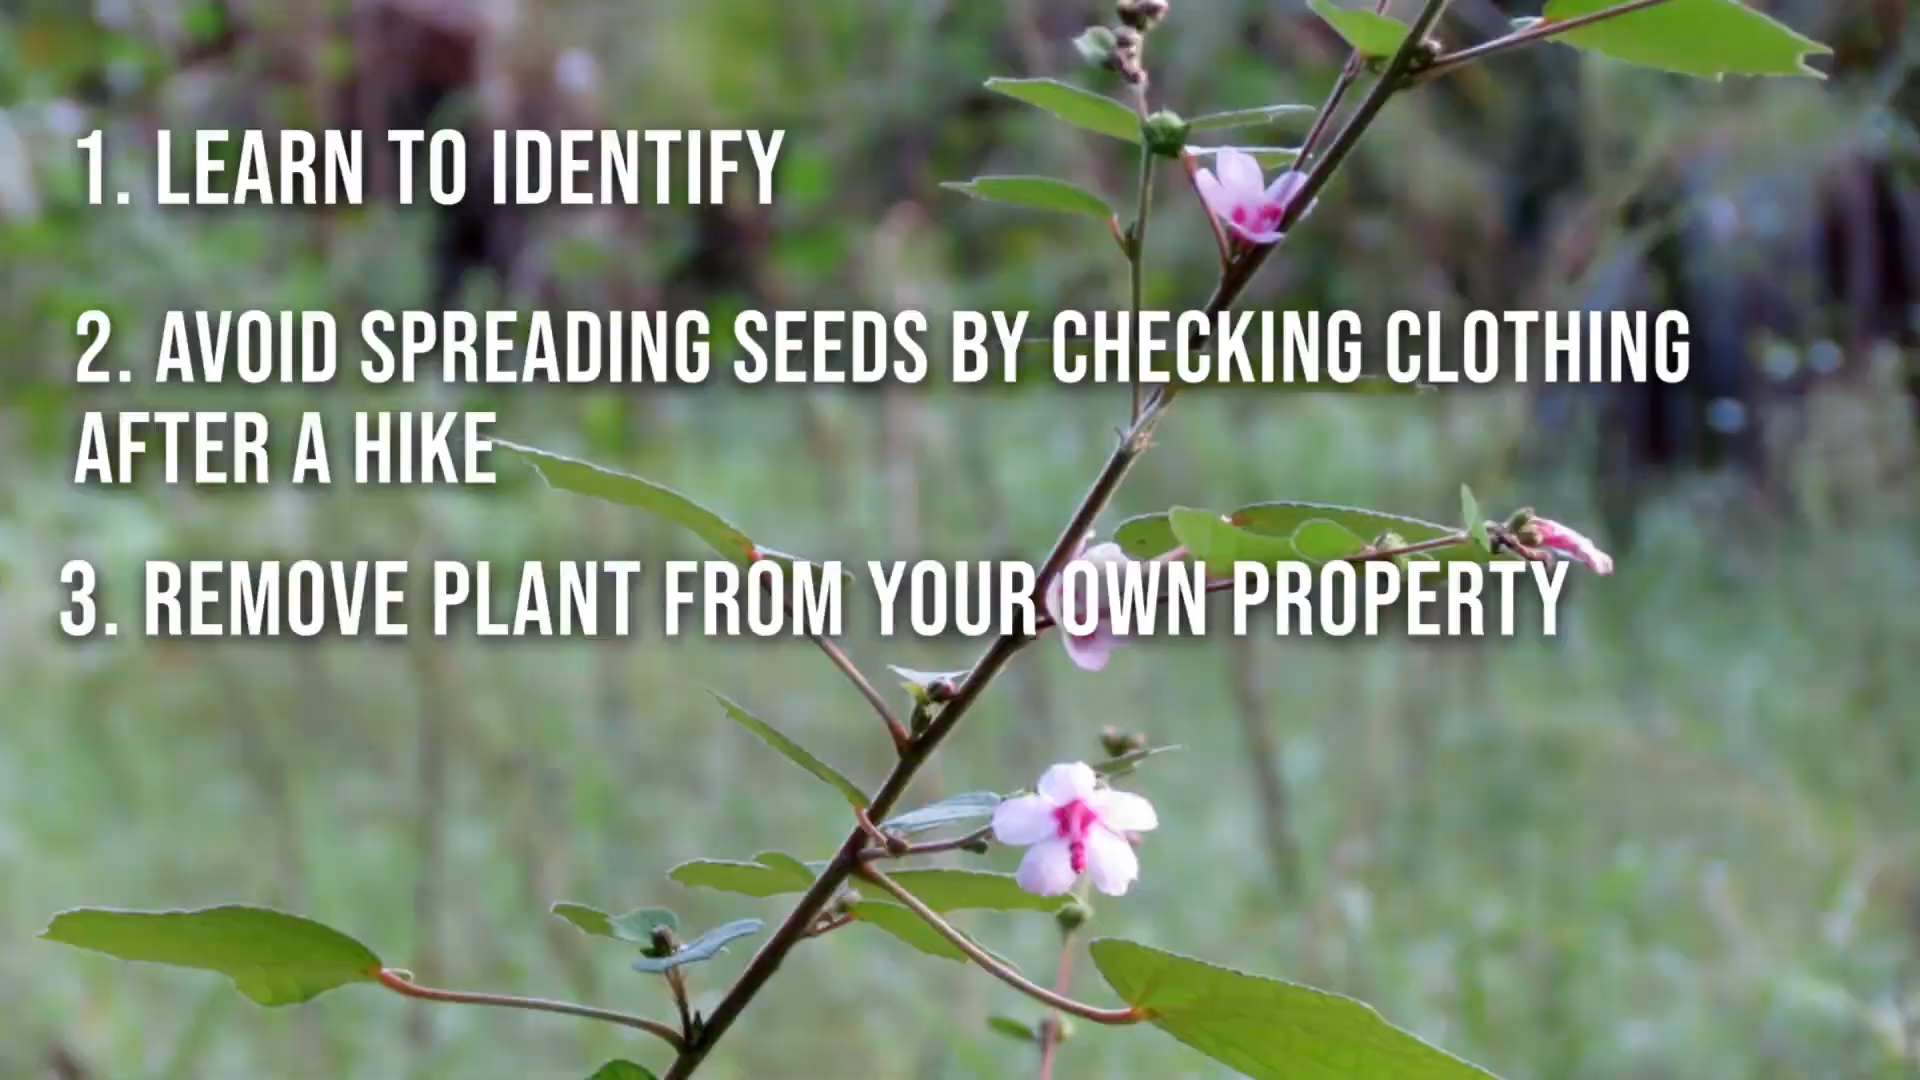 1. LEARN TO IDENTIFY
2. AVOID SPREADING SEEDS BY CHECKING CLOTHING
AFTER A HIKE
3. REMOVE PLANT FROM YOUR OWN PROPERTY